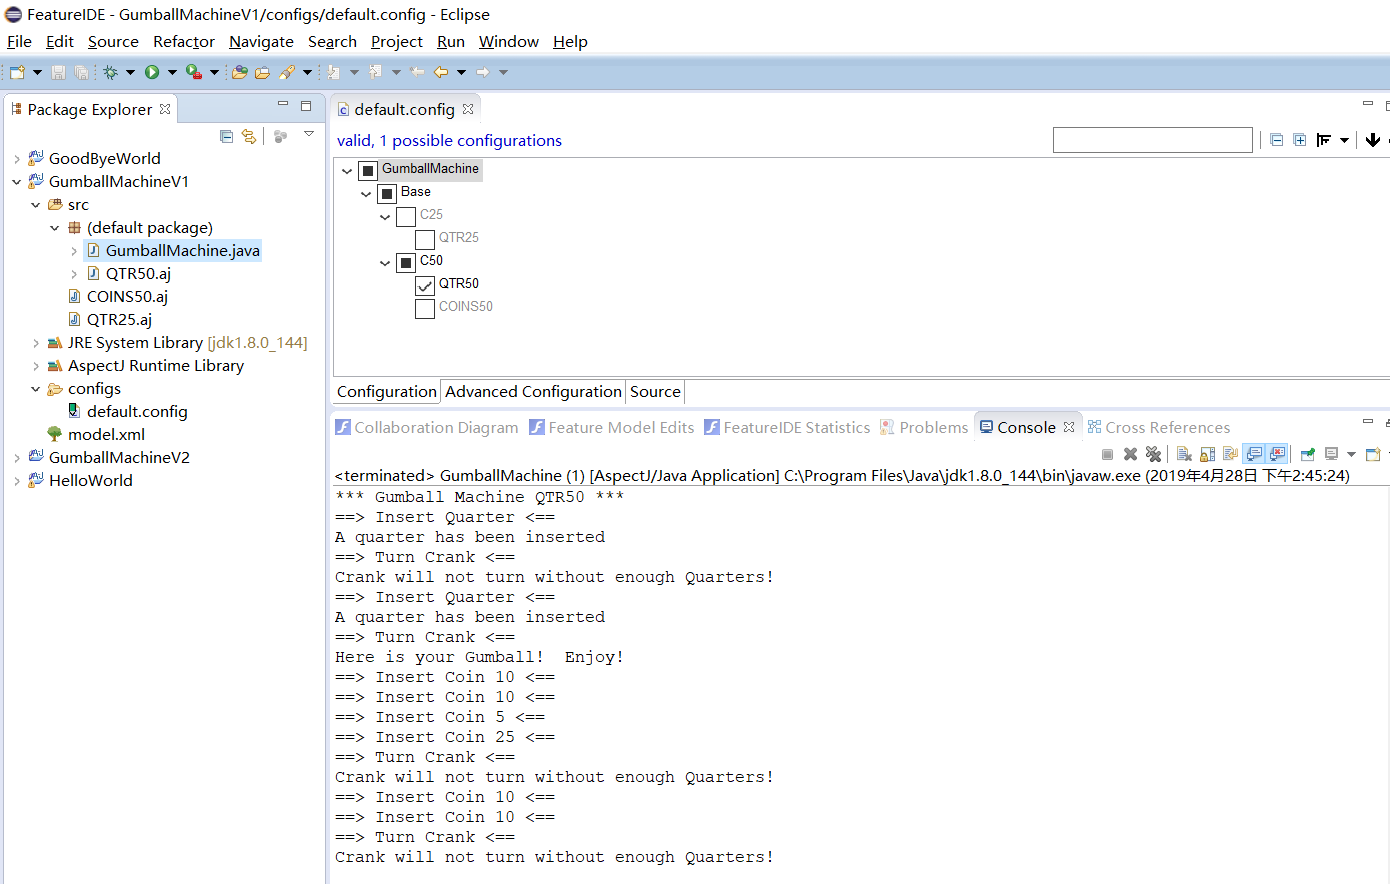 FeatureIDE - GumballMachineV1/configs/default.config - Eclipse
File Edit Source Refactor Navigate Search Project Run Window Help
Package Explorer
GoodByeWorld
GumballMachineV1
src
(default package)
GumballMachine.java
QTR50.aj
COINS50.aj
QTR25.aj
JRE System Library [jdk1.8.0_144]
AspectJ Runtime Library
configs
default.config
model.xml
GumballMachineV2
HelloWorld
default.config
valid, 1 possible configurations
GumballMachine
Base
C25
QTR25
C50
QTR50
COINS50
Configuration Advanced Configuration Source
Collaboration Diagram Feature Model Edits FeatureIDE Statistics Problems Console Cross References
<terminated> GumballMachine (1) [AspectJ/Java Application] C:\Program Files\Java\jdk1.8.0_144\bin\javaw.exe (2019年4月28日 下午2:45:24)
*** Gumball Machine QTR50 ***
==> Insert Quarter <==
A quarter has been inserted
==> Turn Crank <==
Crank will not turn without enough Quarters!
==> Insert Quarter <==
A quarter has been inserted
==> Turn Crank <==
Here is your Gumball!  Enjoy!
==> Insert Coin 10 <==
==> Insert Coin 10 <==
==> Insert Coin 5 <==
==> Insert Coin 25 <==
==> Turn Crank <==
Crank will not turn without enough Quarters!
==> Insert Coin 10 <==
==> Insert Coin 10 <==
==> Turn Crank <==
Crank will not turn without enough Quarters!